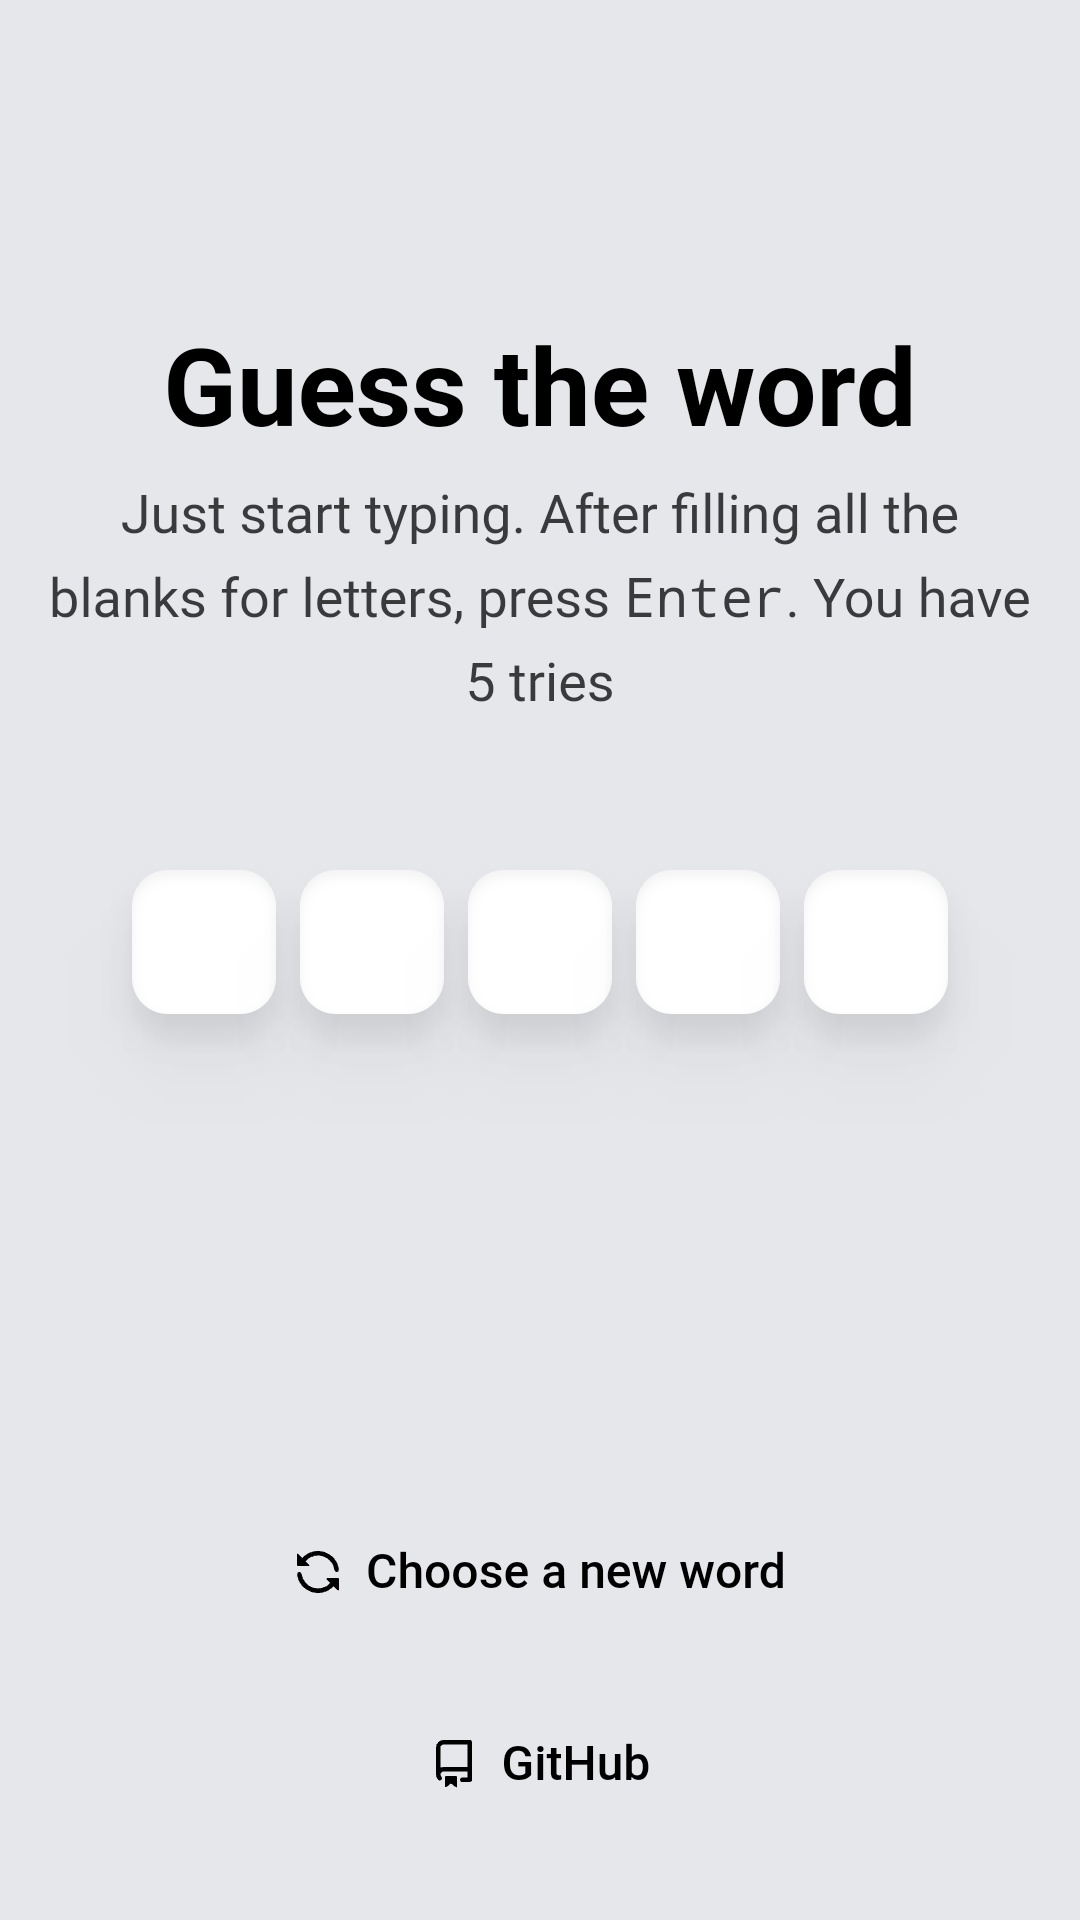 Guess the word
Just start typing. After filling all the
blanks for letters, press Enter. You have
5 tries
Choose a new word
GitHub